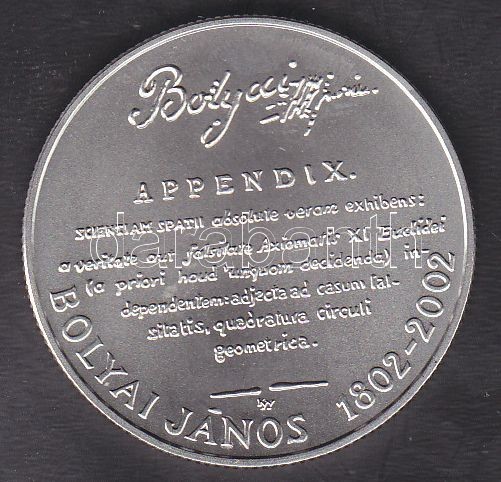 Bolyai
APPENDIX.
SCIENTIAM SPATII absolute veram exhibens:
a veritate aut falsitate Axiomatis XI Euclidei
(a priori haud unquam decidenda) in
dependentem: adjecta ad casum fal-
sitatis, quadratura circuli
geometrica.
BOLYAI JÁNOS 1802-2002
darabanth